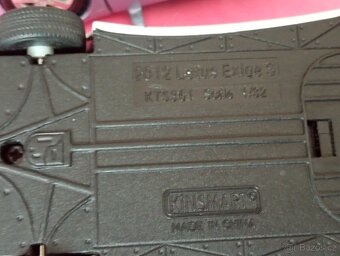 2012 Lotus Exige S
KT5361 Scale 1/32
KINSMART®
MADE IN CHINA
© Bazoš.cz